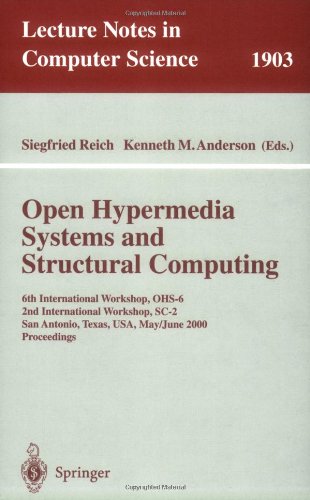 Lecture Notes in
Computer Science 1903
Siegfried Reich Kenneth M. Anderson (Eds.)
Open Hypermedia
Systems and
Structural Computing
6th International Workshop, OHS-6
2nd International Workshop, SC-2
San Antonio, Texas, USA, May/June 2000
Proceedings
Springer